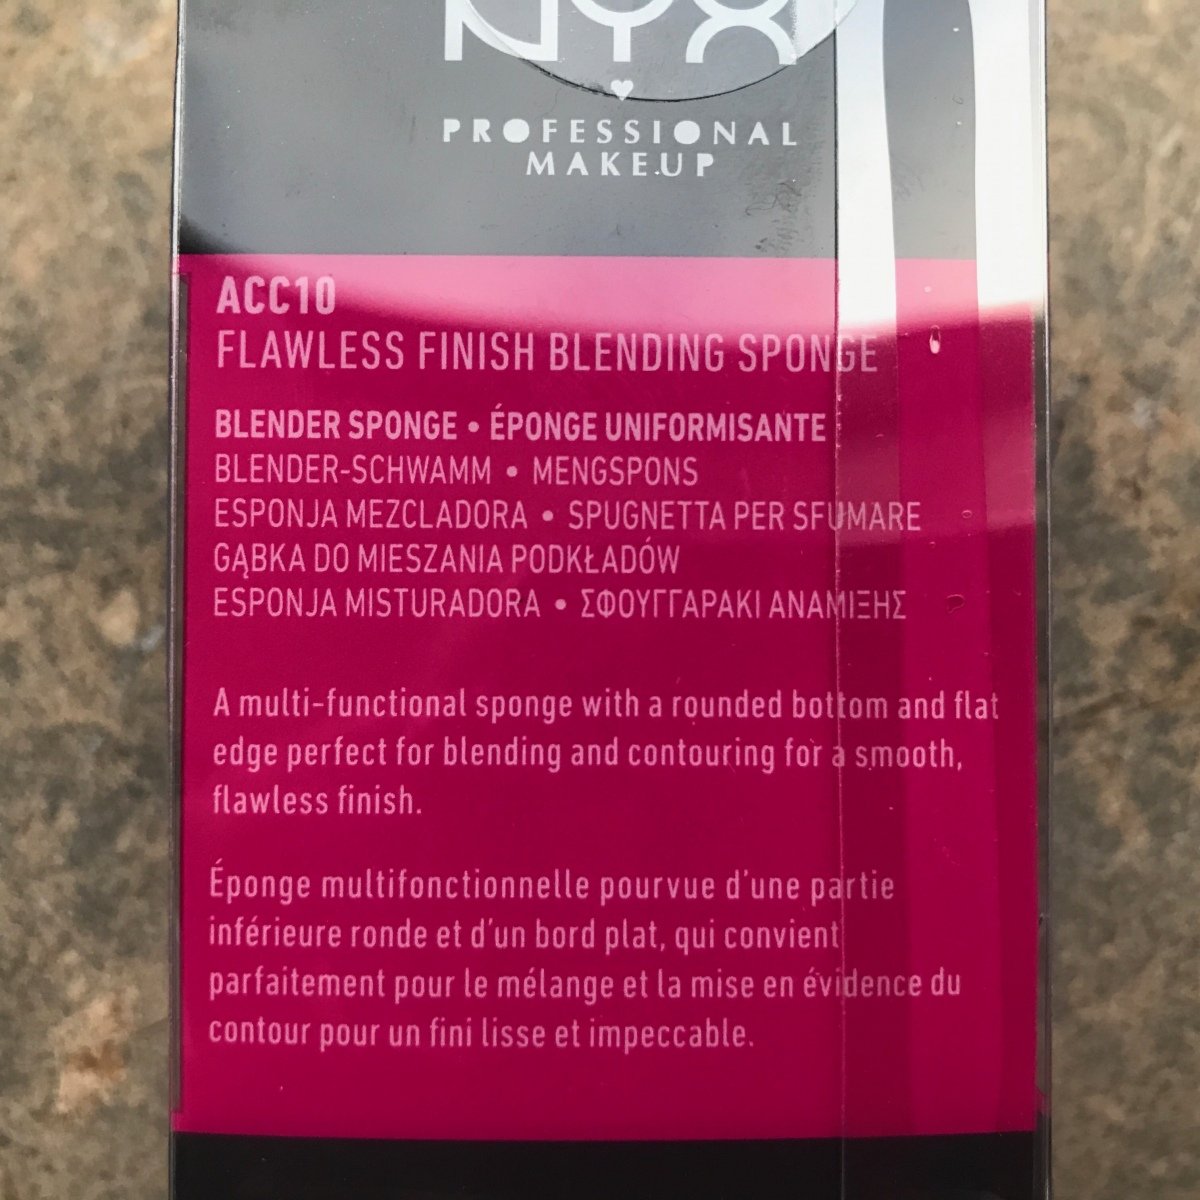 NYX
PROFESSIONAL
MAKEUP
ACC10
FLAWLESS FINISH BLENDING SPONGE
BLENDER SPONGE • ÉPONGE UNIFORMISANTE
BLENDER-SCHWAMM • MENGSPONS
ESPONJA MEZCLADORA • SPUGNETTA PER SFUMARE
GĄBKA DO MIESZANIA PODKŁADÓW
ESPONJA MISTURADORA • ΣΦΟΥΓΓΑΡΑΚΙ ΑΝΑΜΙΞΗΣ
A multi-functional sponge with a rounded bottom and flat
edge perfect for blending and contouring for a smooth,
flawless finish.
Éponge multifonctionnelle pourvue d'une partie
inférieure ronde et d'un bord plat, qui convient
parfaitement pour le mélange et la mise en évidence du
contour pour un fini lisse et impeccable.